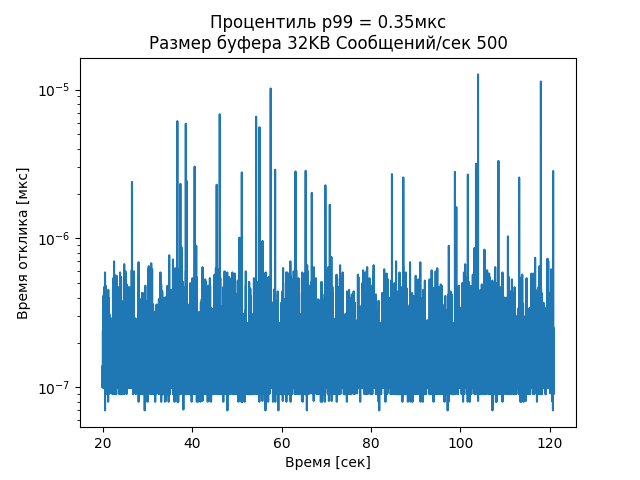 Процентиль p99 = 0.35мкс
Размер буфера 32KB Сообщений/сек 500
Время отклика [мкс]
10^-5
10^-6
10^-7
20 40 60 80 100 120
Время [сек]